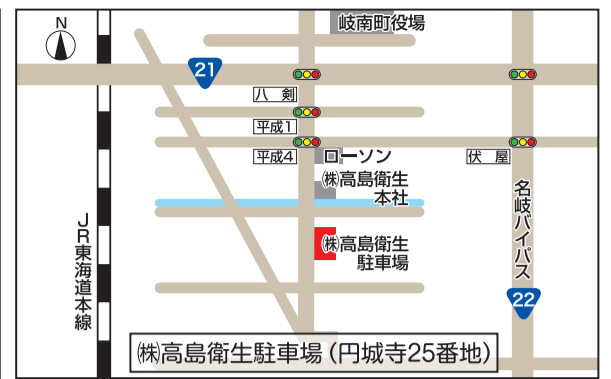 N
岐南町役場
21
八剣
平成1
平成4
ローソン
伏屋
㈱高島衛生
本社
名岐バイパス
JR東海道本線
㈱高島衛生
駐車場
22
㈱高島衛生駐車場（円城寺25番地）